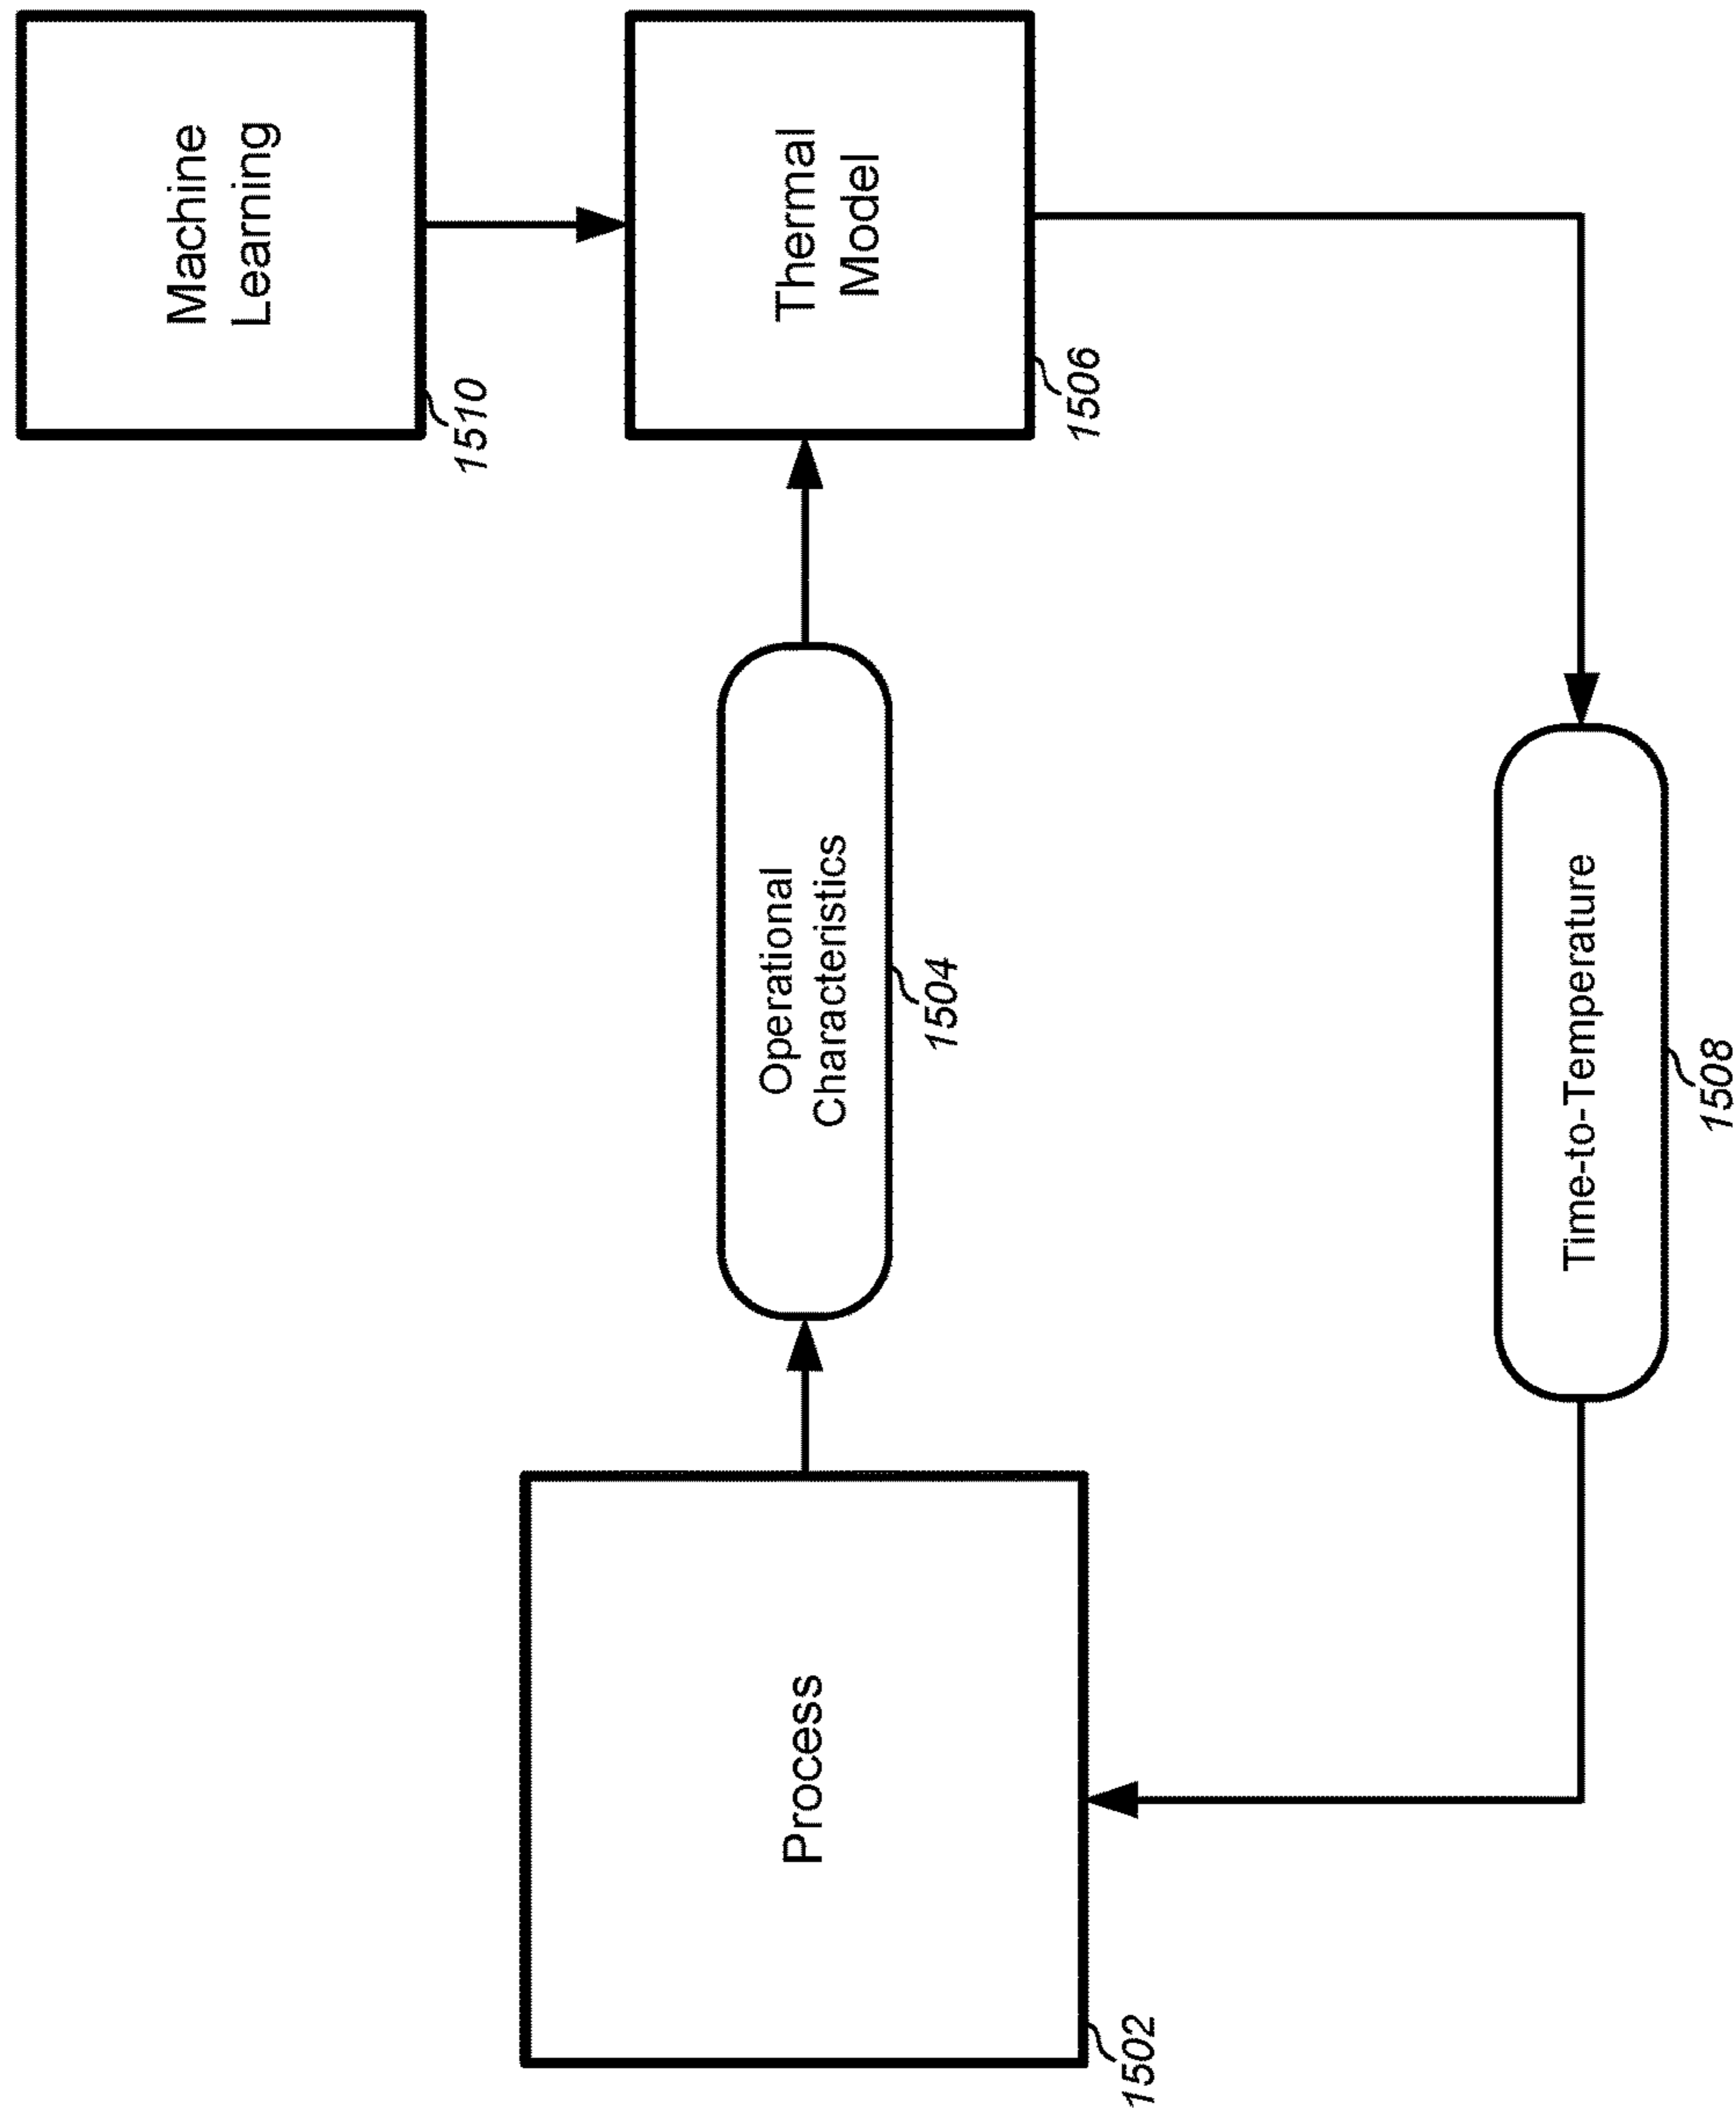 Machine
Learning
1510
Process
1502
Operational
Characteristics
1504
Thermal
Model
1506
Time-to-Temperature
1508